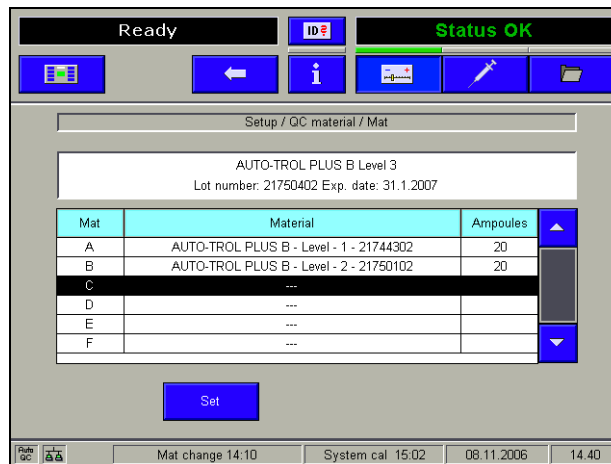 Ready
ID?
Status OK
i
Setup / QC material / Mat
AUTO-TROL PLUS B Level 3
Lot number: 21750402 Exp. date: 31.1.2007
Mat Material Ampoules
A AUTO-TROL PLUS B - Level - 1 - 21744302 20
B AUTO-TROL PLUS B - Level - 2 - 21750102 20
C ---
D ---
E ---
F ---
Set
Auto QC Mat change 14:10 System cal 15:02 08.11.2006 14.40